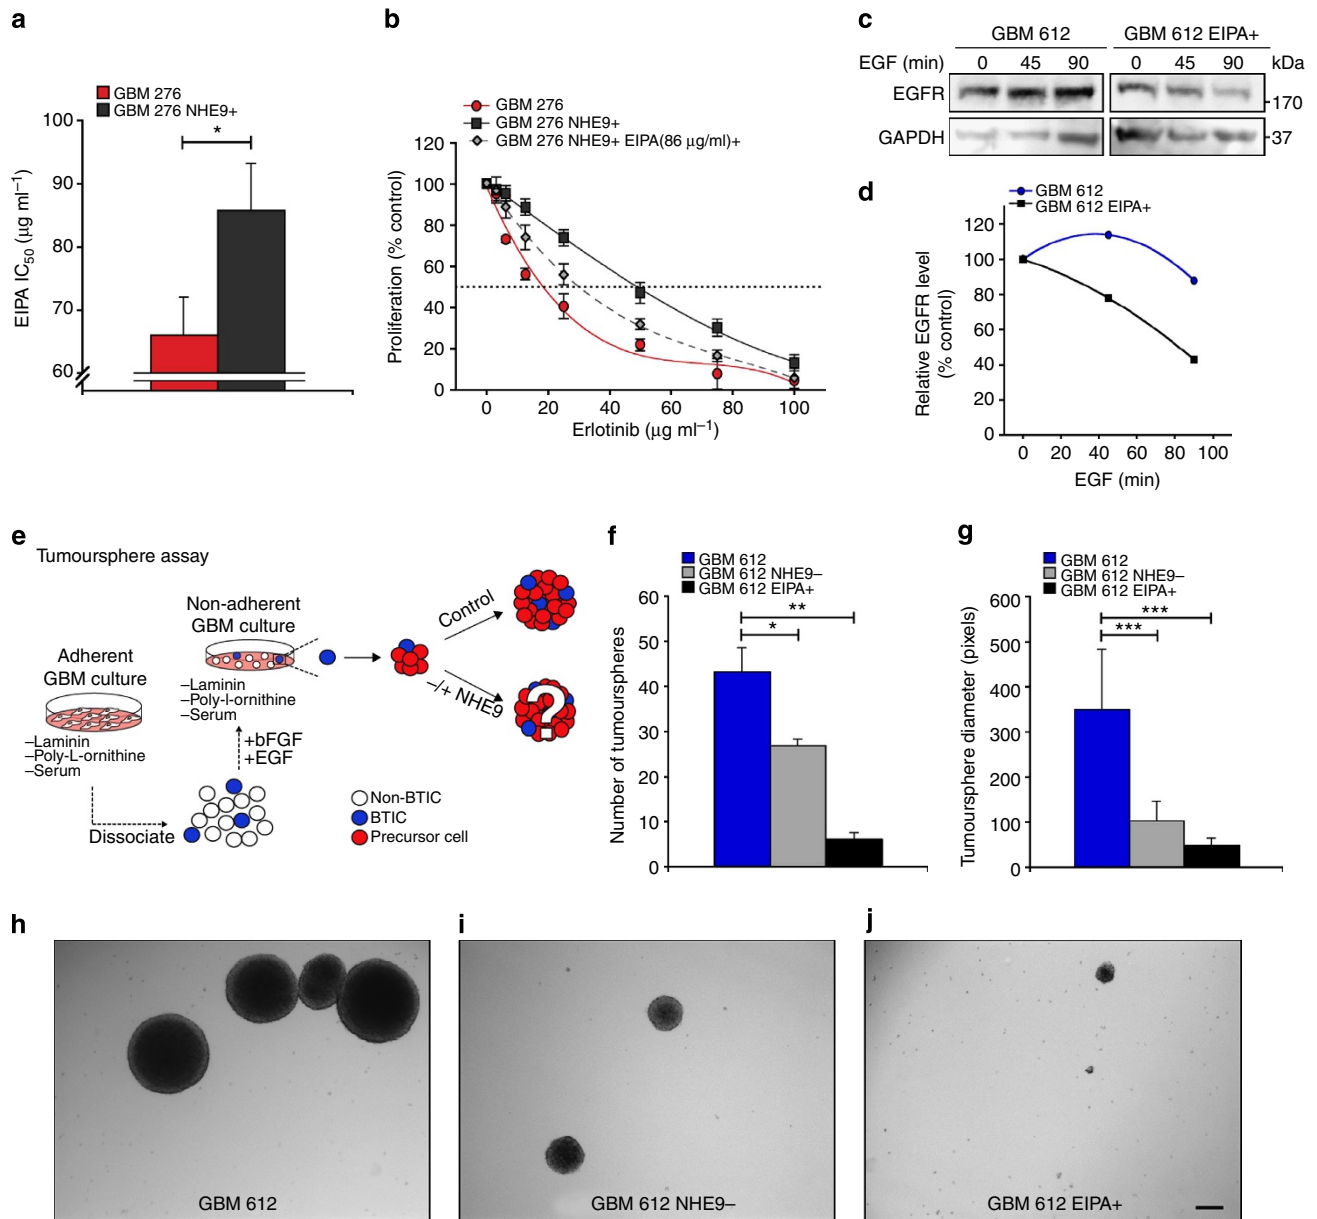 a
GBM 276
GBM 276 NHE9+
*
100
90
80
70
60
EIPA IC50 (µg ml–1)
b
GBM 276
GBM 276 NHE9+
GBM 276 NHE9+ EIPA(86 µg/ml)+
120
100
80
60
40
20
0
Proliferation (% control)
0 20 40 60 80 100
Erlotinib (µg ml–1)
c
GBM 612 GBM 612 EIPA+
EGF (min) 0 45 90 0 45 90 kDa
EGFR 170
GAPDH 37
d
GBM 612
GBM 612 EIPA+
120
100
80
60
40
20
0
Relative EGFR level
(% control)
0 20 40 60 80 100
EGF (min)
e
Tumoursphere assay
Non-adherent
GBM culture
Adherent
GBM culture
–Laminin
–Poly-l-ornithine
–Serum
–Laminin
–Poly-L-ornithine
–Serum
+bFGF
+EGF
Dissociate
Control
–/+ NHE9
?
Non-BTIC
BTIC
Precursor cell
f
GBM 612
GBM 612 NHE9–
GBM 612 EIPA+
**
*
60
50
40
30
20
10
0
Number of tumourspheres
g
GBM 612
GBM 612 NHE9–
GBM 612 EIPA+
***
***
600
500
400
300
200
100
0
Tumoursphere diameter (pixels)
h
GBM 612
i
GBM 612 NHE9–
j
GBM 612 EIPA+